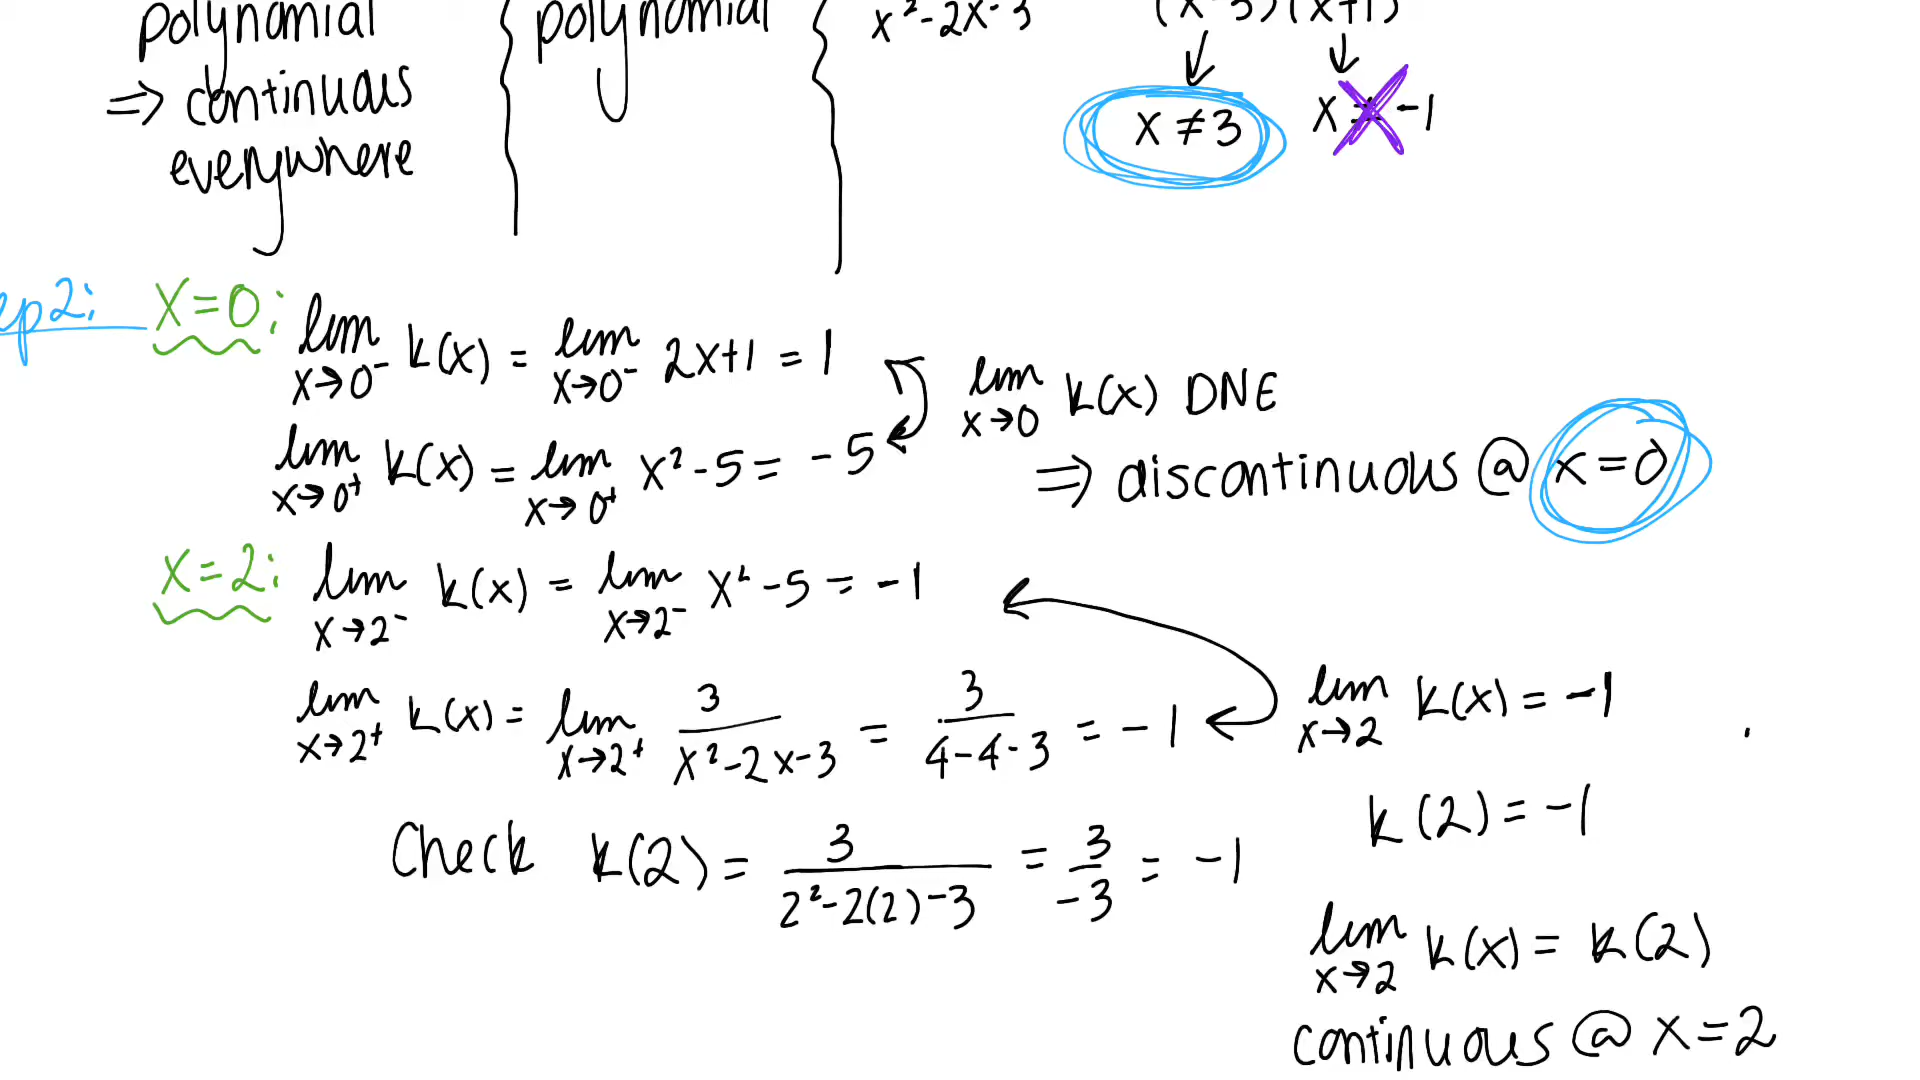 polynomial
⇒ continuous
everywhere
polynomial
x²-2x-3
(x-3)(x+1)
x ≠ 3
x ≠ -1
ep2:
x=0:
lim x→0⁻ k(x) = lim x→0⁻ 2x+1 = 1
lim x→0⁺ k(x) = lim x→0⁺ x²-5 = -5
lim x→0 k(x) DNE
⇒ discontinuous @ x=0
x=2:
lim x→2⁻ k(x) = lim x→2⁻ x²-5 = -1
lim x→2⁺ k(x) = lim x→2⁺ 3/(x²-2x-3) = 3/(4-4-3) = -1
lim x→2 k(x) = -1
k(2) = -1
Check k(2) = 3/(2²-2(2)-3) = 3/-3 = -1
lim x→2 k(x) = k(2)
continuous @ x=2